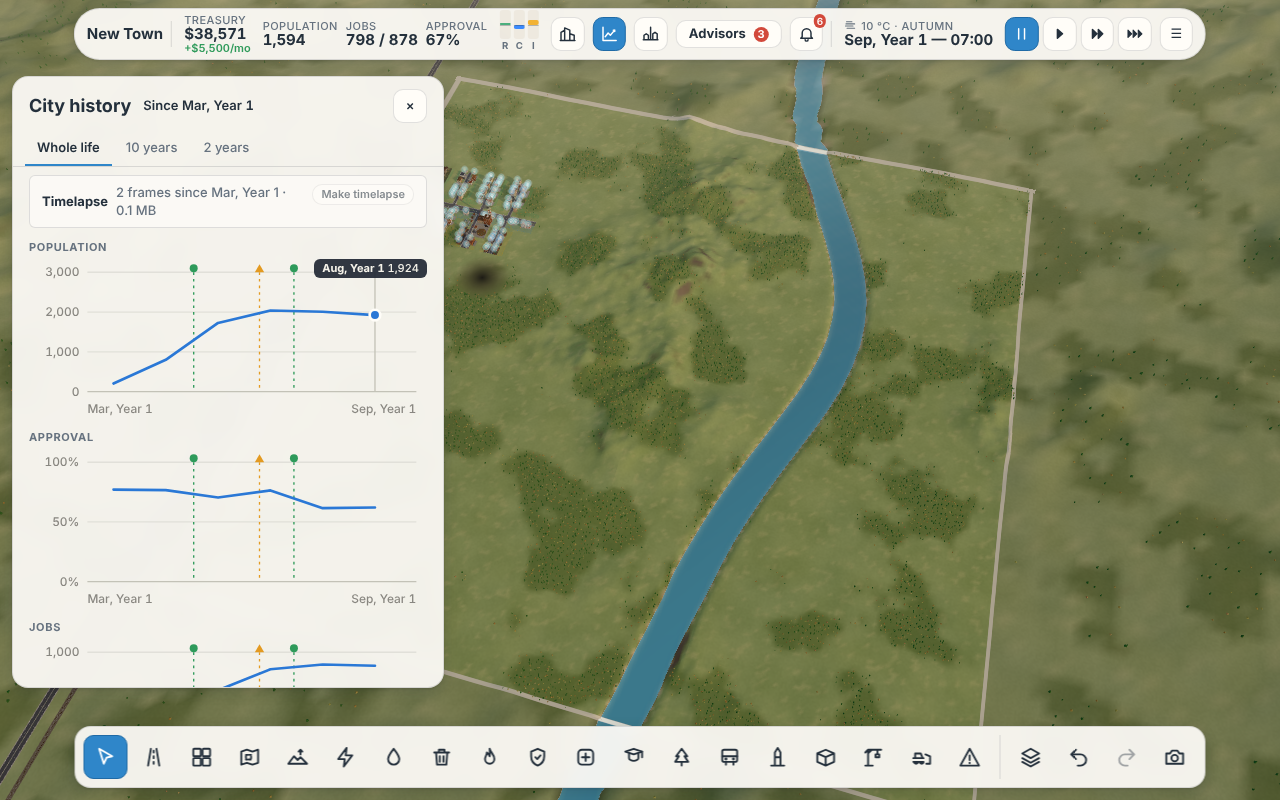 New Town
TREASURY
$38,571
+$5,500/mo
POPULATION
1,594
JOBS
798 / 878
APPROVAL
67%
R C I
Advisors 3
6
10 °C · AUTUMN
Sep, Year 1 — 07:00
City history Since Mar, Year 1
×
Whole life 10 years 2 years
Timelapse
2 frames since Mar, Year 1 ·
0.1 MB
Make timelapse
POPULATION
Aug, Year 1 1,924
3,000
2,000
1,000
0
Mar, Year 1 Sep, Year 1
APPROVAL
100%
50%
0%
Mar, Year 1 Sep, Year 1
JOBS
1,000